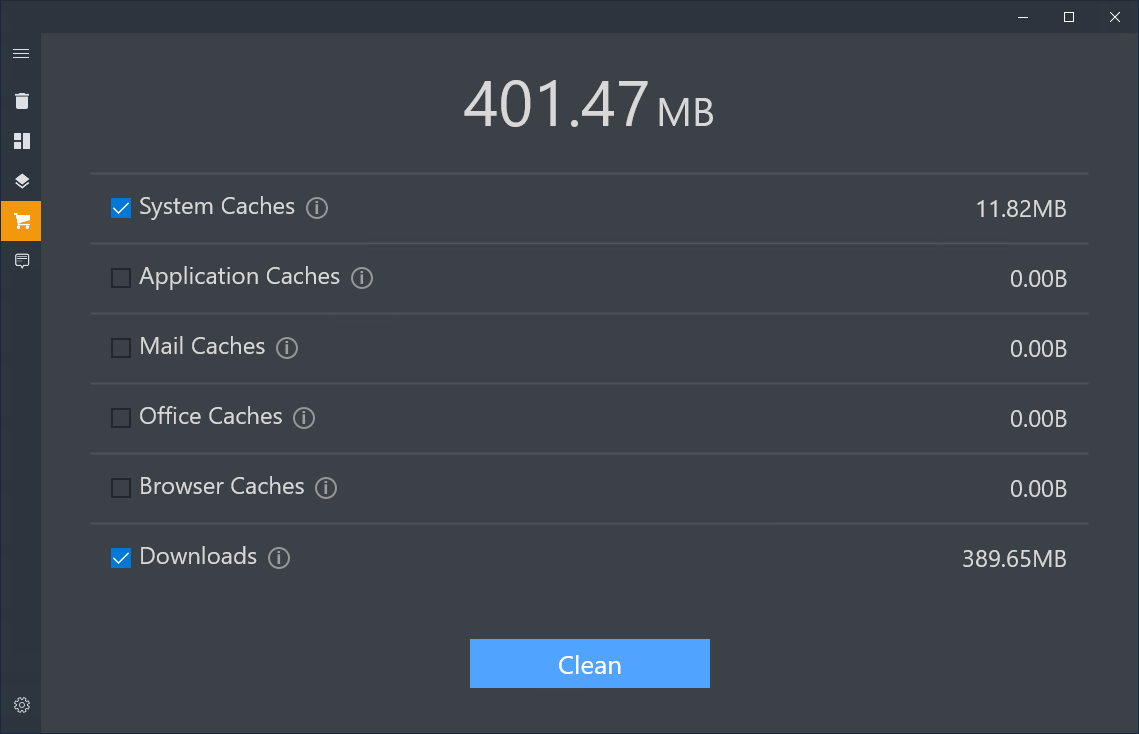 401.47 MB
System Caches 11.82MB
Application Caches 0.00B
Mail Caches 0.00B
Office Caches 0.00B
Browser Caches 0.00B
Downloads 389.65MB
Clean